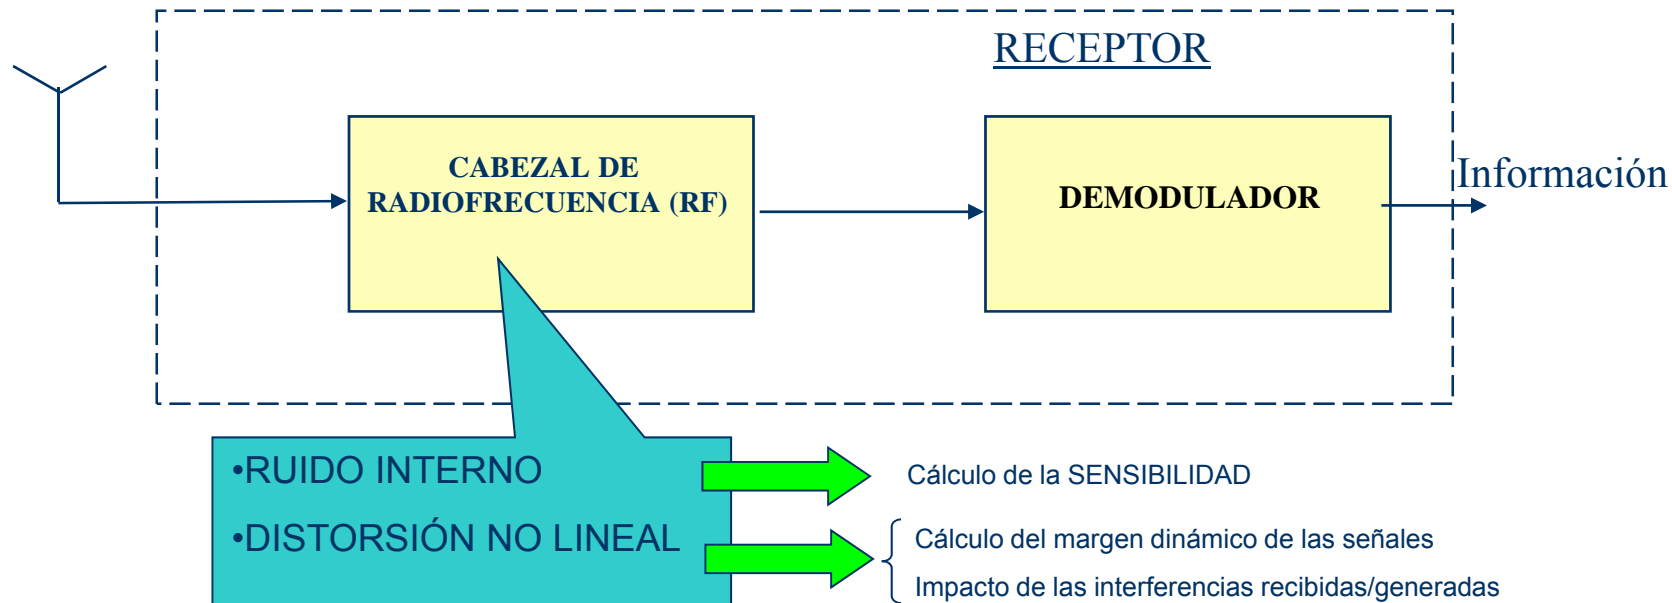 RECEPTOR
CABEZAL DE
RADIOFRECUENCIA (RF)
DEMODULADOR
Información
•RUIDO INTERNO
Cálculo de la SENSIBILIDAD
•DISTORSIÓN NO LINEAL
Cálculo del margen dinámico de las señales
Impacto de las interferencias recibidas/generadas